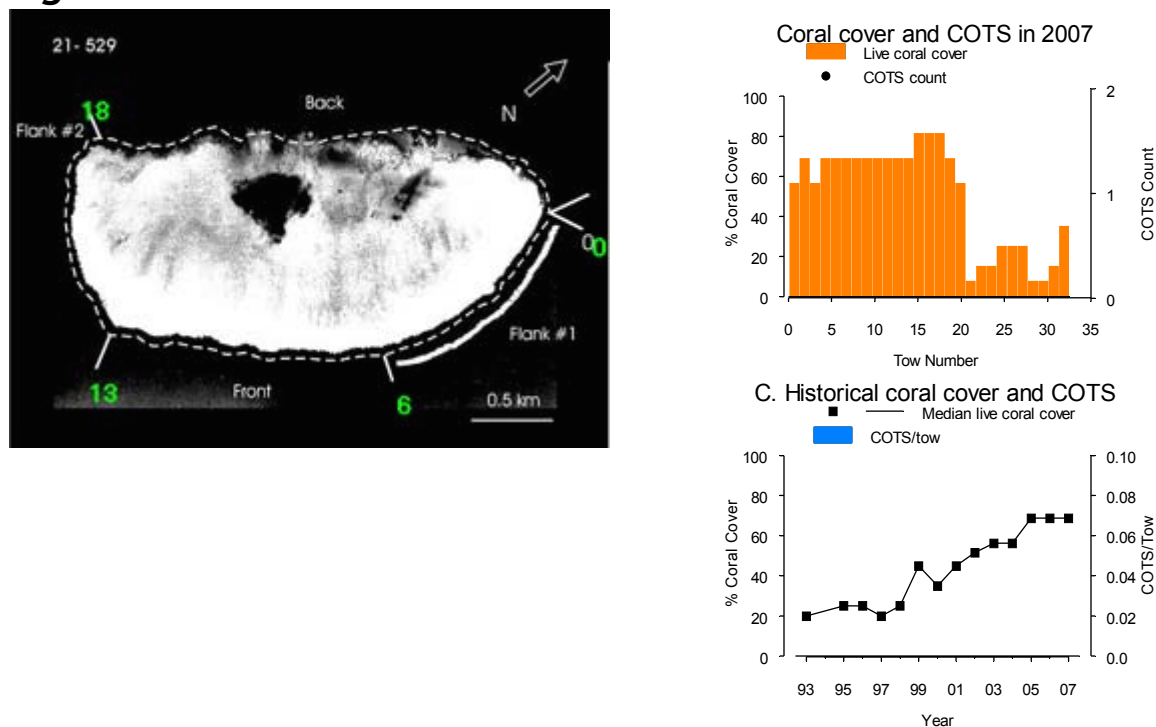 21- 529
18
Flank #2
Back
N
0
0
Flank #1
13
Front
6
0.5 km
Coral cover and COTS in 2007
Live coral cover
COTS count
% Coral Cover
100
80
60
40
20
0
2
1
0
COTS Count
0 5 10 15 20 25 30 35
Tow Number
C. Historical coral cover and COTS
Median live coral cover
COTS/tow
% Coral Cover
100
80
60
40
20
0
0.10
0.08
0.06
0.04
0.02
0.0
COTS/Tow
93 95 97 99 01 03 05 07
Year